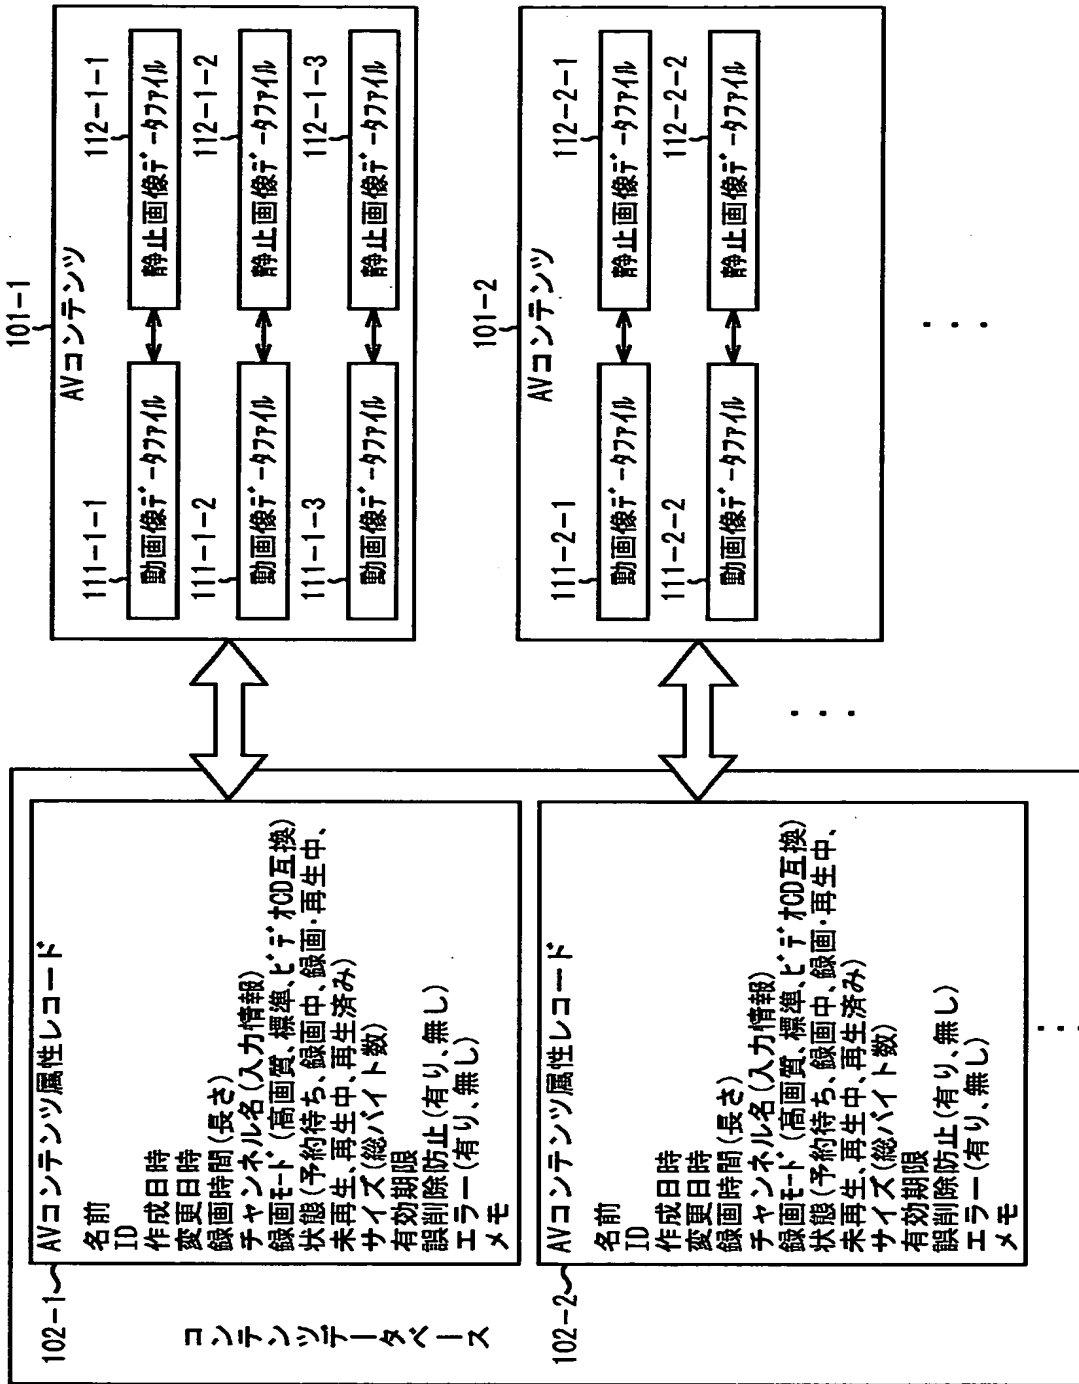 コンテンツデータベース
102-1
AVコンテンツ属性レコード
名前
ID
作成日時
変更日時
録画時間(長さ)
チャンネル名(入力情報)
録画ﾓｰﾄﾞ(高画質、標準、ﾋﾞﾃﾞｵCD互換)
状態(予約待ち、録画中、録画・再生中、
未再生、再生中、再生済み)
サイズ(総バイト数)
有効期限
誤削除防止(有り、無し)
エラー(有り、無し)
メモ
102-2
AVコンテンツ属性レコード
名前
ID
作成日時
変更日時
録画時間(長さ)
チャンネル名(入力情報)
録画ﾓｰﾄﾞ(高画質、標準、ﾋﾞﾃﾞｵCD互換)
状態(予約待ち、録画中、録画・再生中、
未再生、再生中、再生済み)
サイズ(総バイト数)
有効期限
誤削除防止(有り、無し)
エラー(有り、無し)
メモ
...
...
101-1
AVコンテンツ
111-1-1
動画像ﾃﾞｰﾀﾌｧｲﾙ
112-1-1
静止画像ﾃﾞｰﾀﾌｧｲﾙ
111-1-2
動画像ﾃﾞｰﾀﾌｧｲﾙ
112-1-2
静止画像ﾃﾞｰﾀﾌｧｲﾙ
111-1-3
動画像ﾃﾞｰﾀﾌｧｲﾙ
112-1-3
静止画像ﾃﾞｰﾀﾌｧｲﾙ
101-2
AVコンテンツ
111-2-1
動画像ﾃﾞｰﾀﾌｧｲﾙ
112-2-1
静止画像ﾃﾞｰﾀﾌｧｲﾙ
111-2-2
動画像ﾃﾞｰﾀﾌｧｲﾙ
112-2-2
静止画像ﾃﾞｰﾀﾌｧｲﾙ
...